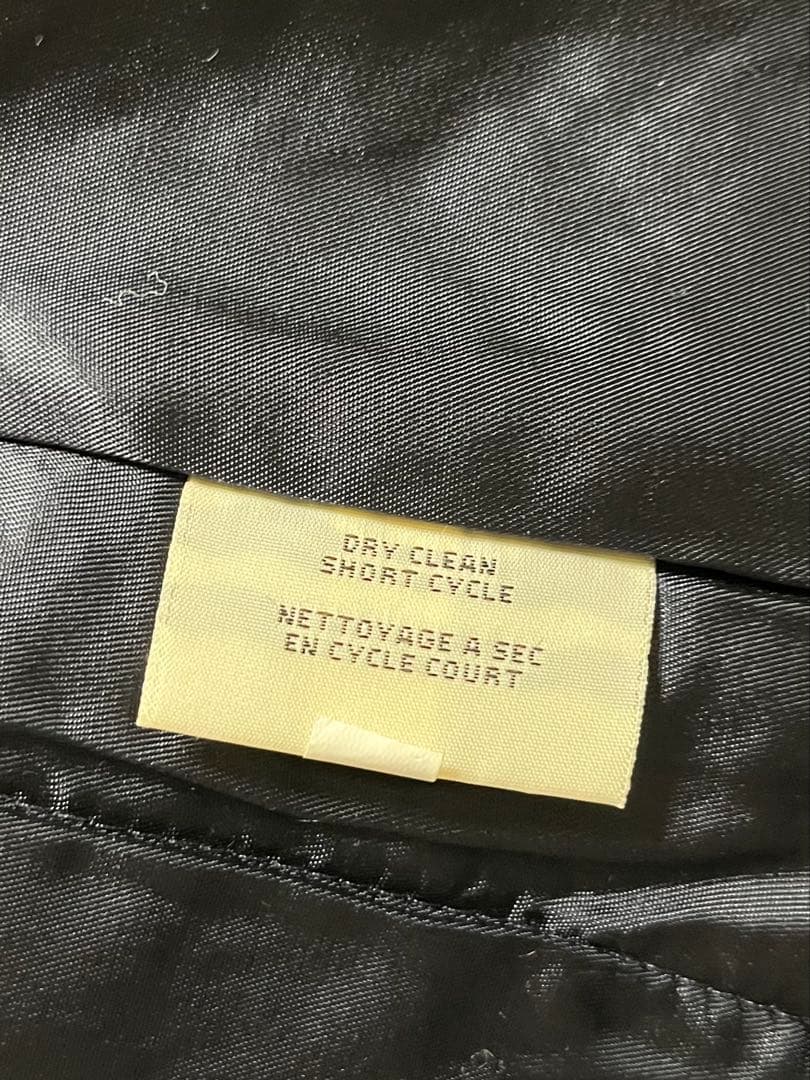 DRY CLEAN
SHORT CYCLE
NETTOYAGE A SEC
EN CYCLE COURT